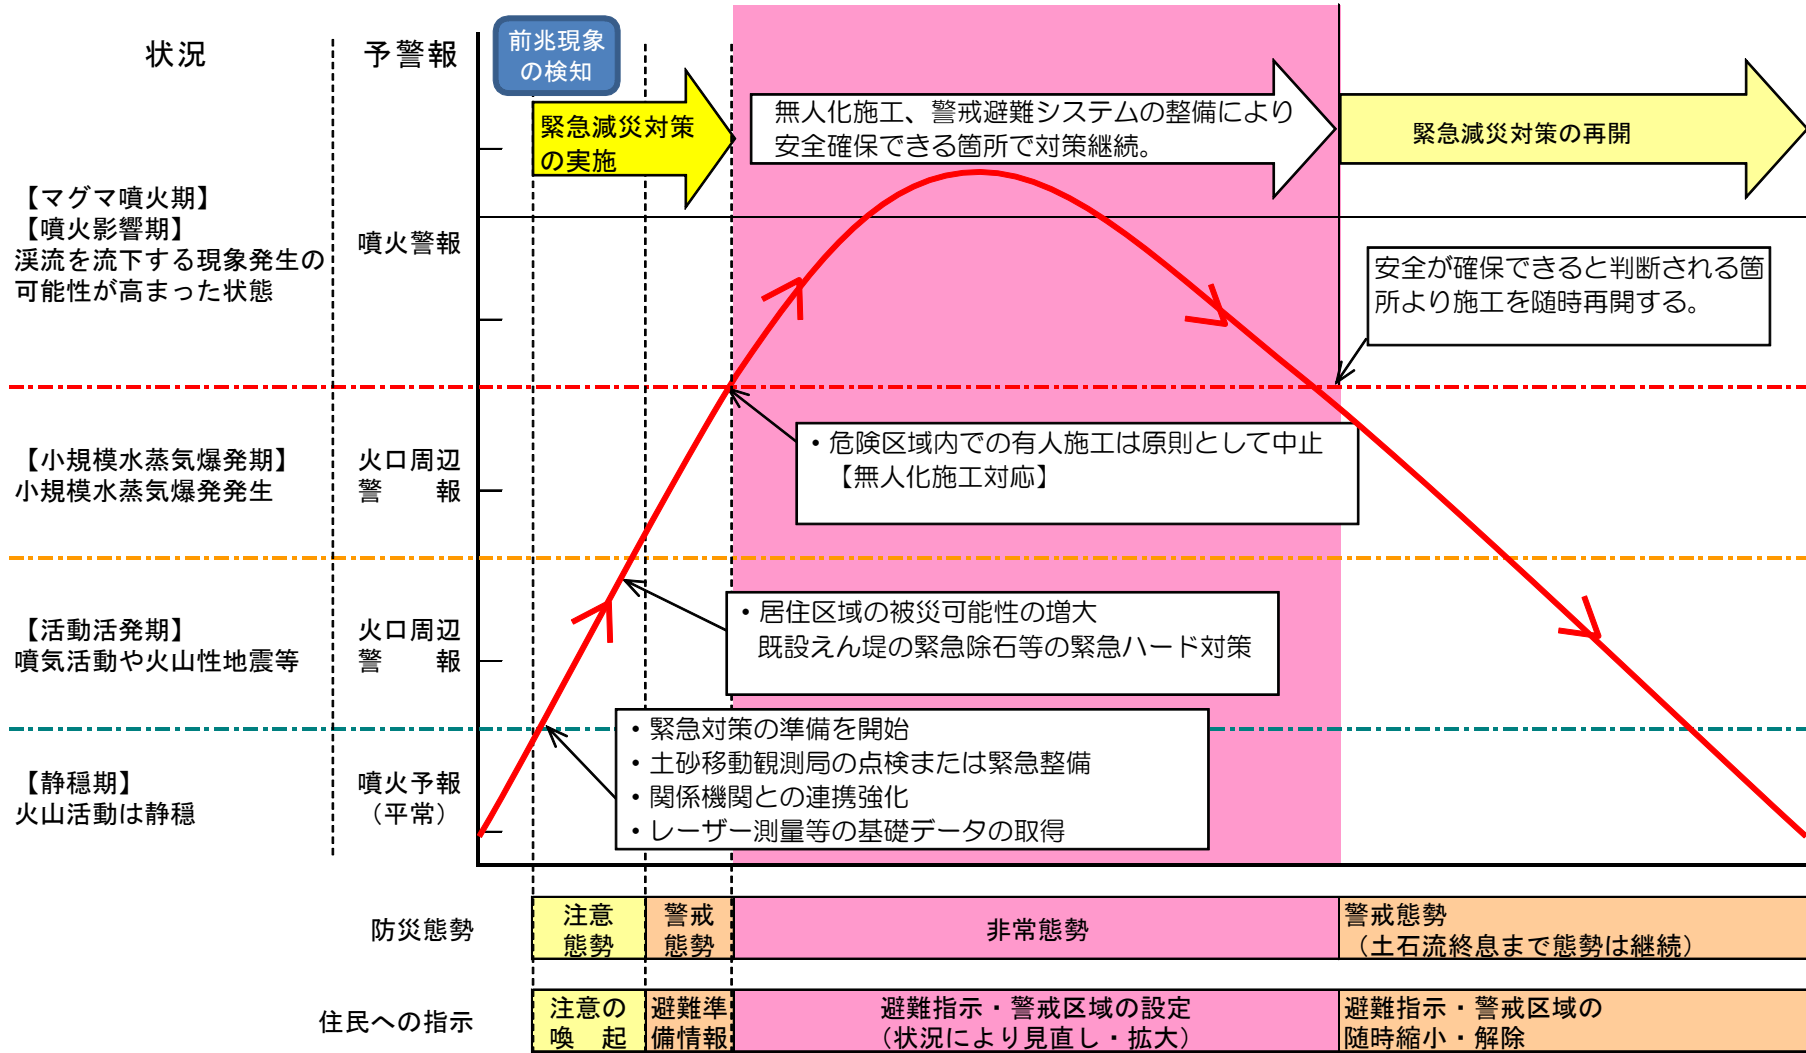 状況
予警報
前兆現象
の検知
緊急減災対策
の実施
無人化施工、警戒避難システムの整備により
安全確保できる箇所で対策継続。
緊急減災対策の再開
【マグマ噴火期】
【噴火影響期】
渓流を流下する現象発生の
可能性が高まった状態
噴火警報
安全が確保できると判断される箇
所より施工を随時再開する。
【小規模水蒸気爆発期】
小規模水蒸気爆発発生
火口周辺
警　　報
・危険区域内での有人施工は原則として中止
【無人化施工対応】
【活動活発期】
噴気活動や火山性地震等
火口周辺
警　　報
・居住区域の被災可能性の増大
既設えん堤の緊急除石等の緊急ハード対策
【静穏期】
火山活動は静穏
噴火予報
（平常）
・緊急対策の準備を開始
・土砂移動観測局の点検または緊急整備
・関係機関との連携強化
・レーザー測量等の基礎データの取得
防災態勢
注意
態勢
警戒
態勢
非常態勢
警戒態勢
（土石流終息まで態勢は継続）
住民への指示
注意の
喚　起
避難準
備情報
避難指示・警戒区域の設定
（状況により見直し・拡大）
避難指示・警戒区域の
随時縮小・解除